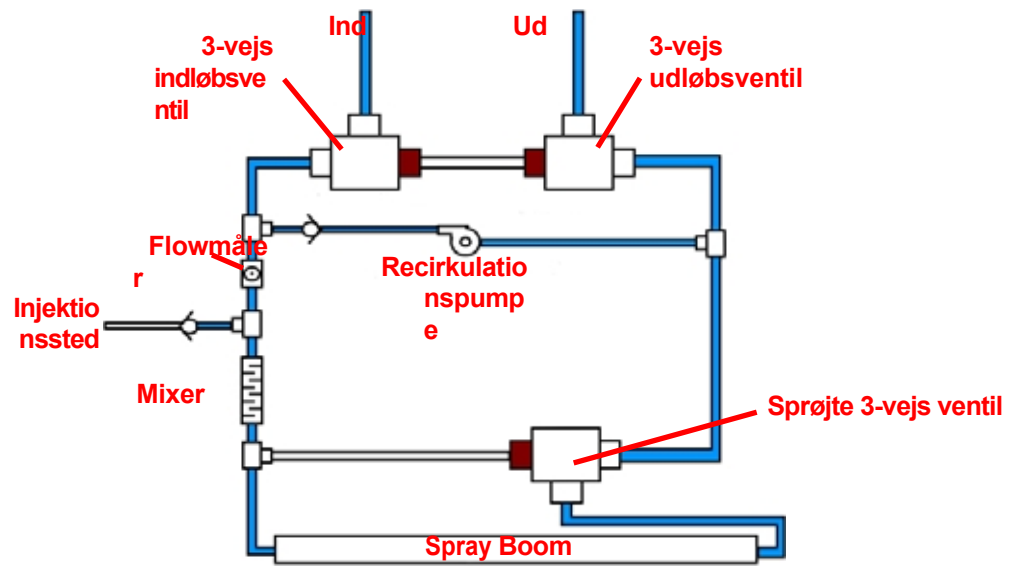 Ind
Ud
3-vejs
indløbsve
ntil
3-vejs
udløbsventil
Flowmåle
r
Recirkulatio
nspump
e
Injektio
nssted
Mixer
Sprøjte 3-vejs ventil
Spray Boom